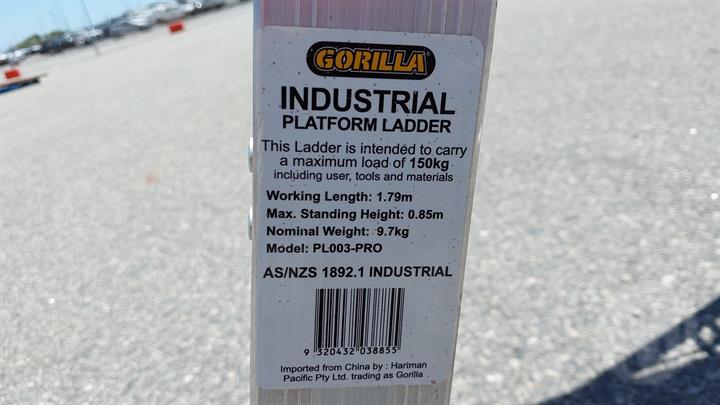 GORILLA
INDUSTRIAL
PLATFORM LADDER
This Ladder is intended to carry
a maximum load of 150kg
including user, tools and materials
Working Length: 1.79m
Max. Standing Height: 0.85m
Nominal Weight: 9.7kg
Model: PL003-PRO
AS/NZS 1892.1 INDUSTRIAL
9 320432 038855
Imported from China by : Hartman
Pacific Pty Ltd. trading as Gorilla